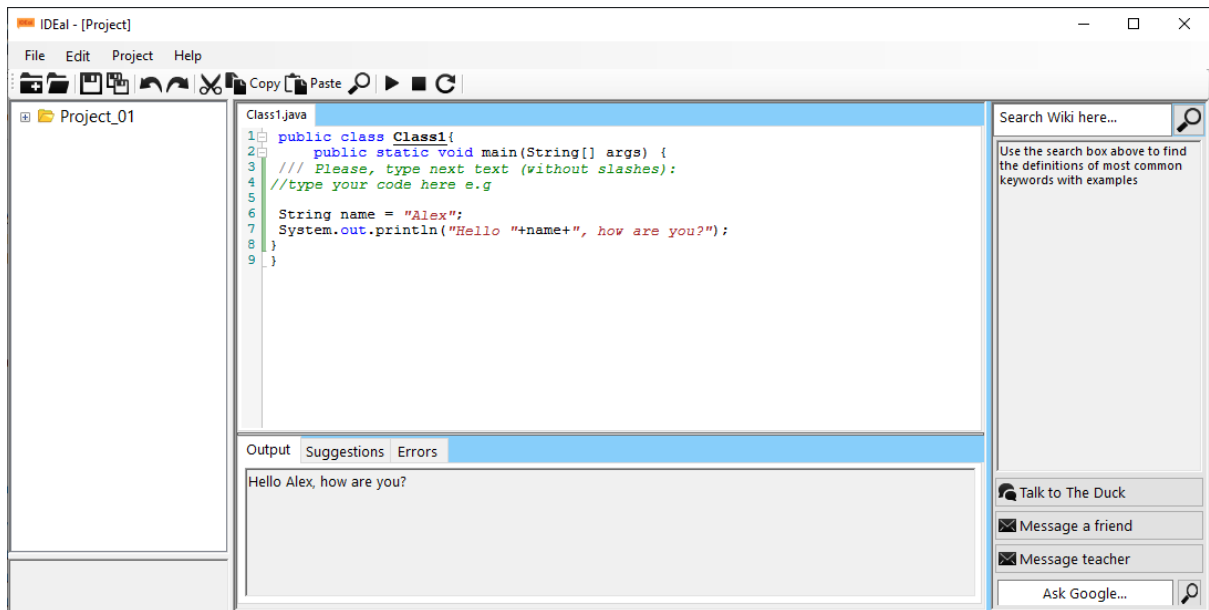 IDEal - [Project]
File Edit Project Help
Copy Paste
Project_01
Class1.java
1 public class Class1{
2 public static void main(String[] args) {
3 /// Please, type next text (without slashes):
4 //type your code here e.g
5
6 String name = "Alex";
7 System.out.println("Hello "+name+", how are you?");
8 }
9 }
Output Suggestions Errors
Hello Alex, how are you?
Search Wiki here...
Use the search box above to find
the definitions of most common
keywords with examples
Talk to The Duck
Message a friend
Message teacher
Ask Google...